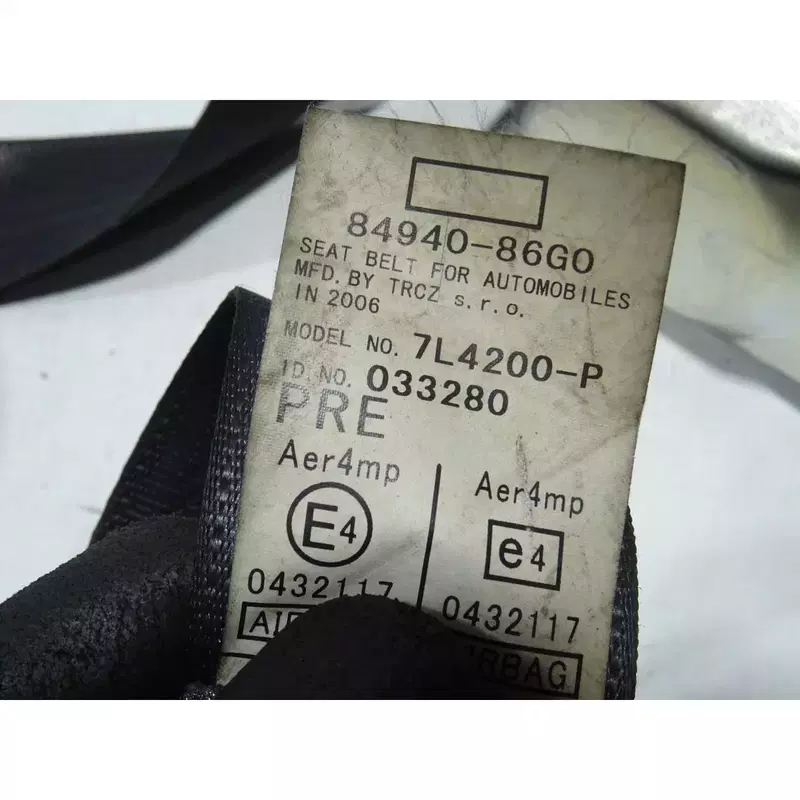 84940-86G0
SEAT BELT FOR AUTOMOBILES
MFD. BY TRCZ s.r.o.
IN 2006
MODEL NO. 7L4200-P
ID. NO. 033280
PRE
Aer4mp
E4
0432117
Aer4mp
e4
0432117